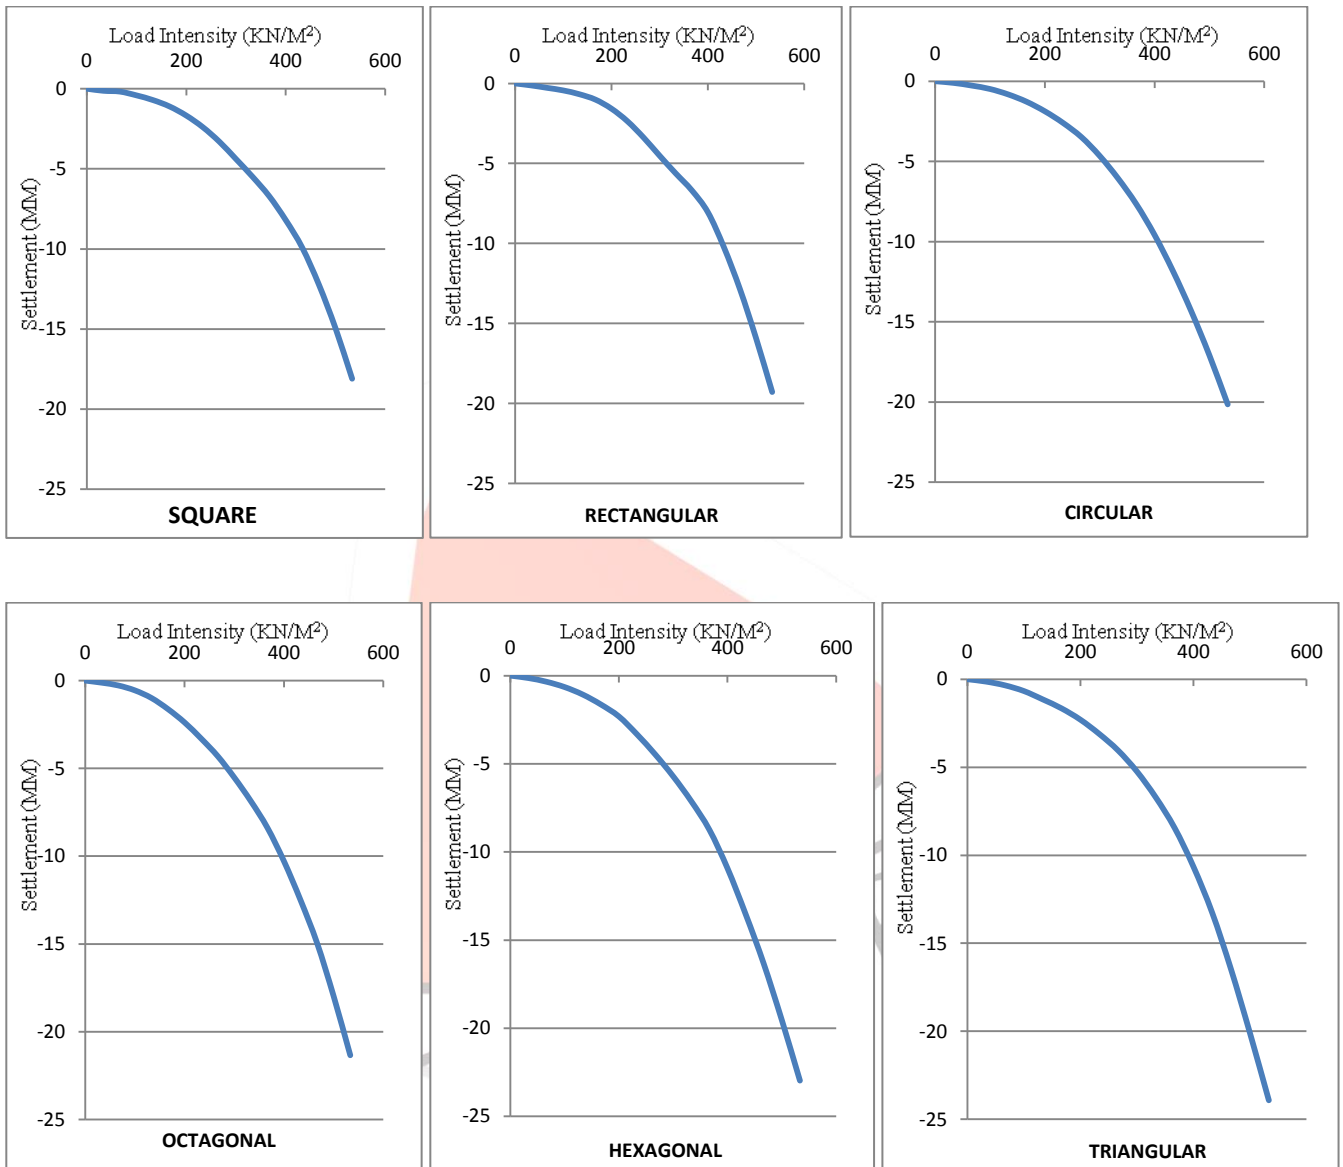 Load Intensity (KN/M²)
0 200 400 600
0
-5
-10
-15
-20
-25
Settlement (MM)
SQUARE
Load Intensity (KN/M²)
0 200 400 600
0
-5
-10
-15
-20
-25
Settlement (MM)
RECTANGULAR
Load Intensity (KN/M²)
0 200 400 600
0
-5
-10
-15
-20
-25
Settlement (MM)
CIRCULAR
Load Intensity (KN/M²)
0 200 400 600
0
-5
-10
-15
-20
-25
Settlement (MM)
OCTAGONAL
Load Intensity (KN/M²)
0 200 400 600
0
-5
-10
-15
-20
-25
Settlement (MM)
HEXAGONAL
Load Intensity (KN/M²)
0 200 400 600
0
-5
-10
-15
-20
-25
Settlement (MM)
TRIANGULAR